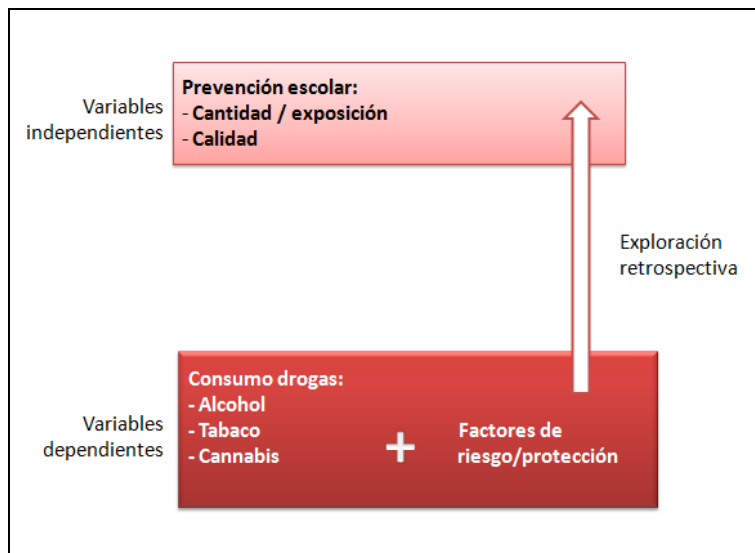 Variables
independientes
Prevención escolar:
- Cantidad / exposición
- Calidad
Exploración
retrospectiva
Variables
dependientes
Consumo drogas:
- Alcohol
- Tabaco
- Cannabis
+
Factores de
riesgo/protección